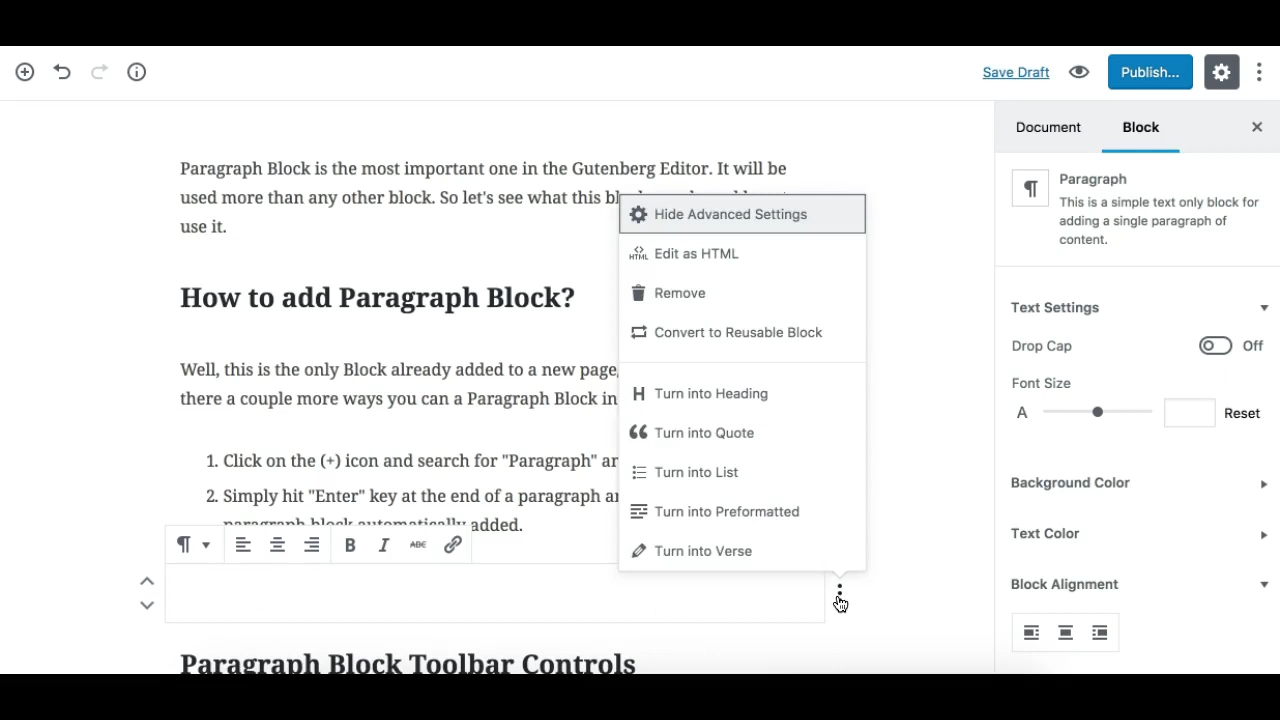 Save Draft
Publish...
Document
Block
Paragraph
This is a simple text only block for
adding a single paragraph of
content.
Text Settings
Drop Cap
Off
Font Size
A
Reset
Background Color
Text Color
Block Alignment
Paragraph Block is the most important one in the Gutenberg Editor. It will be
used more than any other block. So let's see what this
use it.
How to add Paragraph Block?
Well, this is the only Block already added to a new page,
there a couple more ways you can a Paragraph Block in
1. Click on the (+) icon and search for "Paragraph"
2. Simply hit "Enter" key at the end of a paragraph
paragraph block automatically added.
B
I
ABC
Hide Advanced Settings
HTML
Edit as HTML
Remove
Convert to Reusable Block
H Turn into Heading
Turn into Quote
Turn into List
Turn into Preformatted
Turn into Verse
Paragraph Block Toolbar Controls